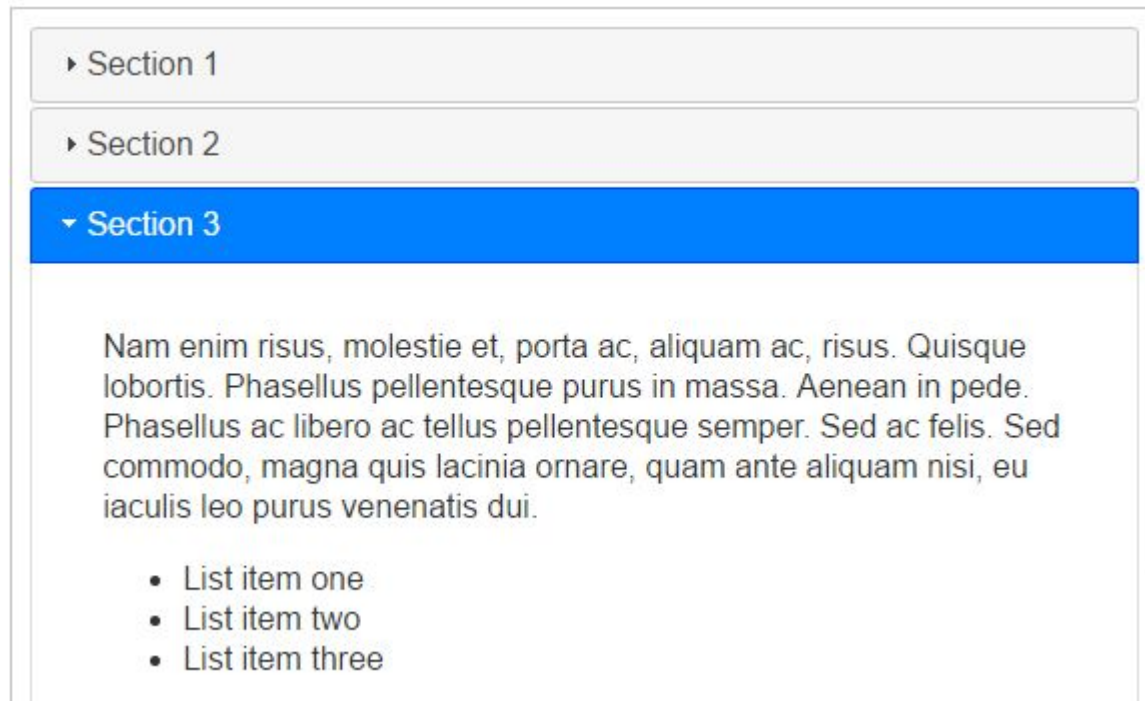 Section 1
Section 2
Section 3
Nam enim risus, molestie et, porta ac, aliquam ac, risus. Quisque
lobortis. Phasellus pellentesque purus in massa. Aenean in pede.
Phasellus ac libero ac tellus pellentesque semper. Sed ac felis. Sed
commodo, magna quis lacinia ornare, quam ante aliquam nisi, eu
iaculis leo purus venenatis dui.
• List item one
• List item two
• List item three